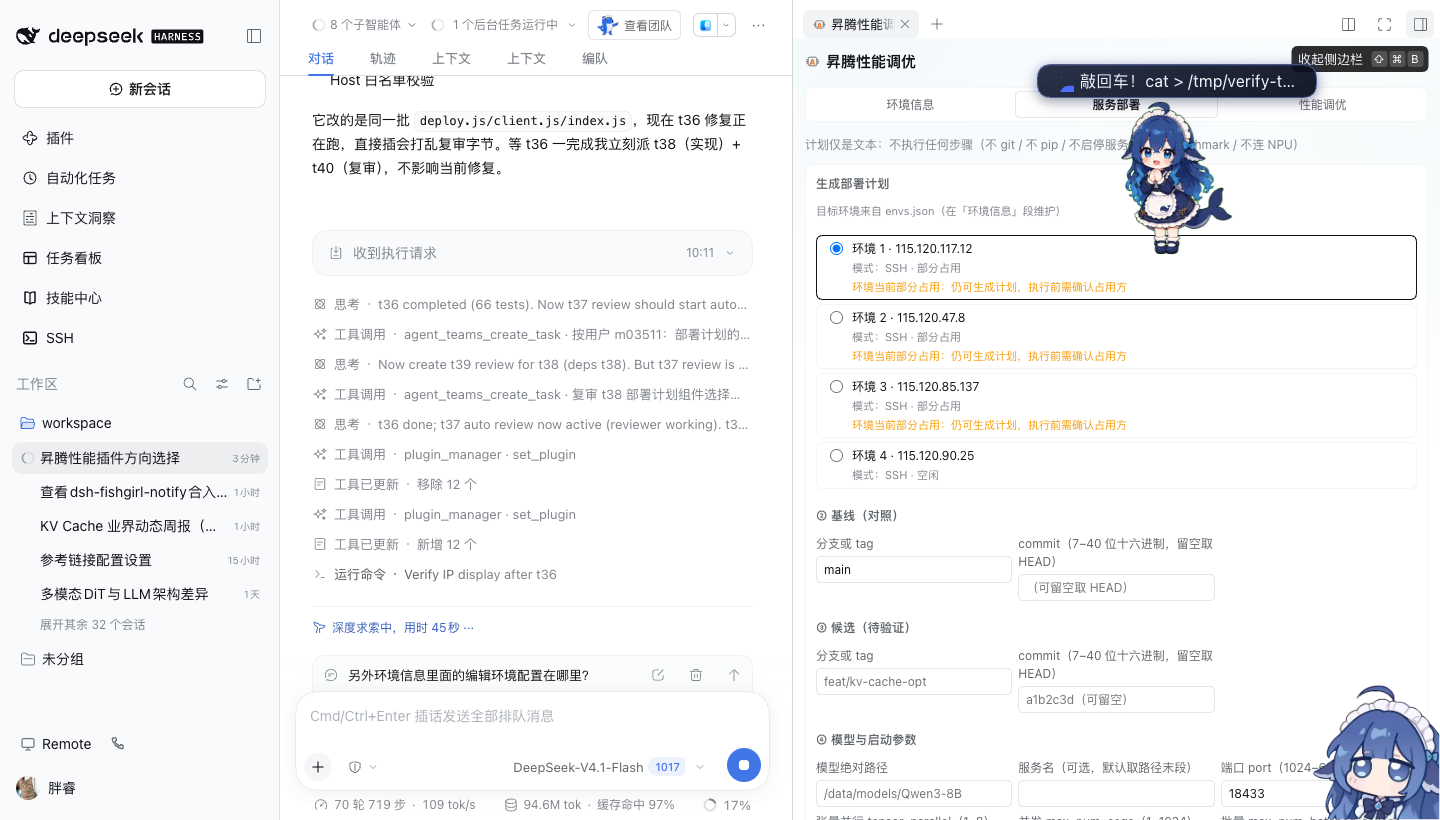 deepseek HARNESS
新会话
插件
自动化任务
上下文洞察
任务看板
技能中心
SSH
工作区
workspace
昇腾性能插件方向选择 3分钟
查看dsh-fishgirl-notify合入... 1小时
KV Cache 业界动态周报（... 1小时
参考链接配置设置 15小时
多模态DiT与LLM架构差异 1天
展开其余 32 个会话
未分组
Remote
胖睿
8 个子智能体
1 个后台任务运行中
查看团队
对话 轨迹 上下文 上下文 编队
Host 白名单校验
它改的是同一批 deploy.js/client.js/index.js，现在 t36 修复正
在跑，直接插会打乱复审字节。等 t36 一完成我立刻派 t38（实现）+
t40（复审），不影响当前修复。
收到执行请求 10:11
思考 · t36 completed (66 tests). Now t37 review should start auto...
工具调用 · agent_teams_create_task · 按用户 m03511：部署计划的...
思考 · Now create t39 review for t38 (deps t38). But t37 review is ...
工具调用 · agent_teams_create_task · 复审 t38 部署计划组件选择...
思考 · t36 done; t37 auto review now active (reviewer working). t3...
工具调用 · plugin_manager · set_plugin
工具已更新 · 移除 12 个
工具调用 · plugin_manager · set_plugin
工具已更新 · 新增 12 个
运行命令 · Verify IP display after t36
深度求索中，用时 45秒 ···
另外环境信息里面的编辑环境配置在哪里?
Cmd/Ctrl+Enter 插话发送全部排队消息
DeepSeek-V4.1-Flash 1017
70 轮 719 步 · 109 tok/s 94.6M tok · 缓存命中 97% 17%
昇腾性能调
昇腾性能调优
收起侧边栏 ⇧ ⌘ B
敲回车！cat > /tmp/verify-t...
环境信息 服务部署 性能调优
计划仅是文本：不执行任何步骤（不 git / 不 pip / 不启停服务 hmark / 不连 NPU）
生成部署计划
目标环境来自 envs.json（在「环境信息」段维护）
环境 1 · 115.120.117.12
模式：SSH · 部分占用
环境当前部分占用：仍可生成计划，执行前需确认占用方
环境 2 · 115.120.47.8
模式：SSH · 部分占用
环境当前部分占用：仍可生成计划，执行前需确认占用方
环境 3 · 115.120.85.137
模式：SSH · 部分占用
环境当前部分占用：仍可生成计划，执行前需确认占用方
环境 4 · 115.120.90.25
模式：SSH · 空闲
② 基线（对照）
分支或 tag
commit（7–40 位十六进制，留空取
HEAD）
main
（可留空取 HEAD）
③ 候选（待验证）
分支或 tag
commit（7–40 位十六进制，留空取
HEAD）
feat/kv-cache-opt
a1b2c3d（可留空）
④ 模型与启动参数
模型绝对路径 服务名（可选，默认取路径末段） 端口 port（1024–
/data/models/Qwen3-8B
18433